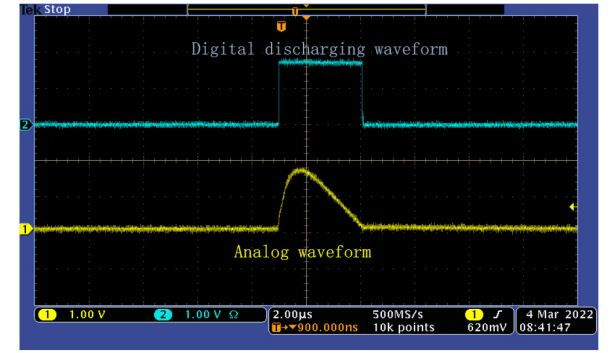 Tek Stop
T
T
Digital discharging waveform
2
1
Analog waveform
1 1.00 V 2 1.00 V Ω 2.00µs 500MS/s 1 4 Mar 2022
T→▼900.000ns 10k points 620mV 08:41:47